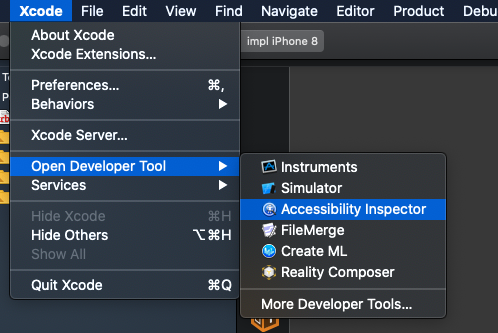 Xcode File Edit View Find Navigate Editor Product Debu
impl iPhone 8
About Xcode
Xcode Extensions...
Preferences... ⌘,
Behaviors ▶
Xcode Server...
Open Developer Tool ▶
Services ▶
Hide Xcode ⌘H
Hide Others ⌥⌘H
Show All
Quit Xcode ⌘Q
Instruments
Simulator
Accessibility Inspector
FileMerge
Create ML
Reality Composer
More Developer Tools...